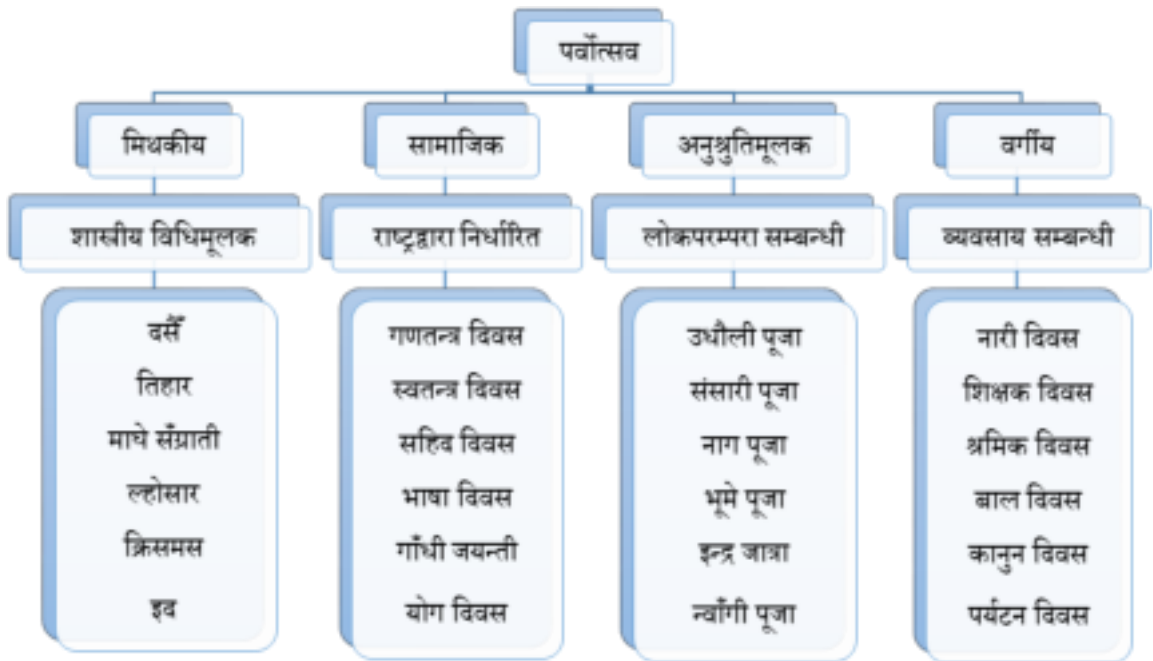 पर्वोत्सव
मिथकीय
सामाजिक
अनुश्रुतिमूलक
वर्गीय
शास्त्रीय विधिमूलक
राष्ट्रद्वारा निर्धारित
लोकपरम्परा सम्बन्धी
व्यवसाय सम्बन्धी
दसैँ
तिहार
माघे सँग्राती
ल्होसार
क्रिसमस
इद
गणतन्त्र दिवस
स्वतन्त्र दिवस
सहिद दिवस
भाषा दिवस
गाँधी जयन्ती
योग दिवस
उधौली पूजा
संसारी पूजा
नाग पूजा
भूमे पूजा
इन्द्र जात्रा
न्वाँगी पूजा
नारी दिवस
शिक्षक दिवस
श्रमिक दिवस
बाल दिवस
कानुन दिवस
पर्यटन दिवस